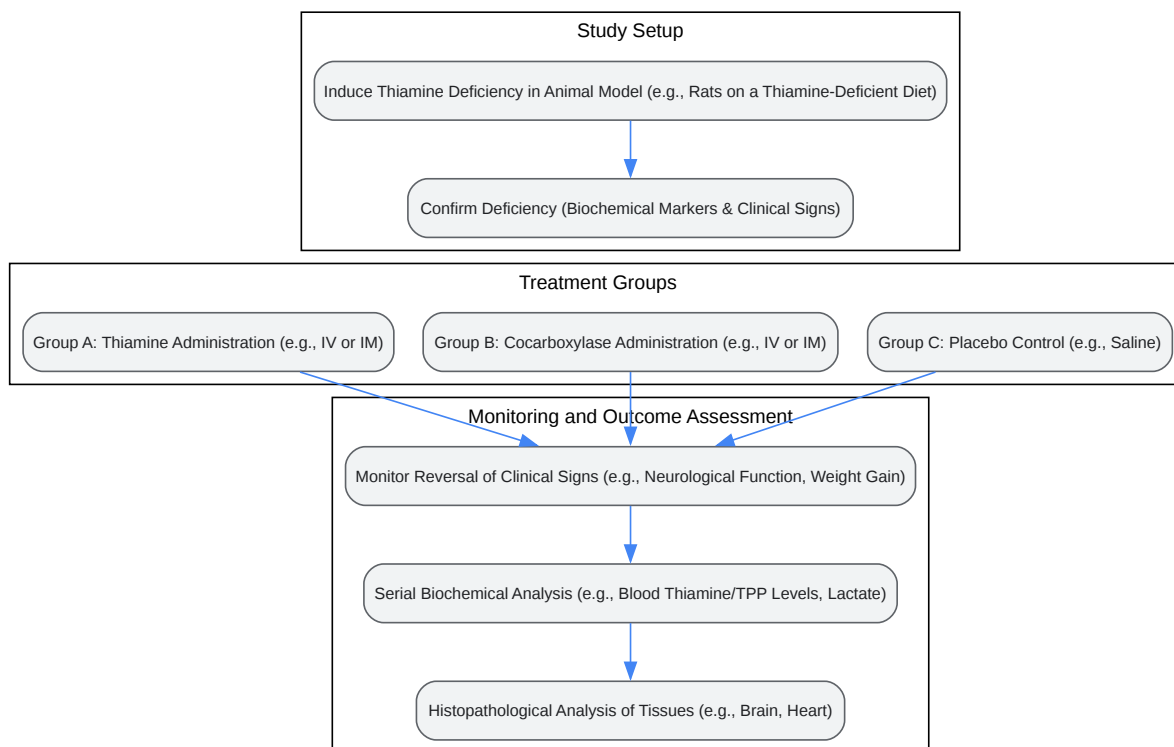 Study Setup
Induce Thiamine Deficiency in Animal Model (e.g., Rats on a Thiamine-Deficient Diet)
Confirm Deficiency (Biochemical Markers & Clinical Signs)
Treatment Groups
Group A: Thiamine Administration (e.g., IV or IM)
Group B: Cocarboxylase Administration (e.g., IV or IM)
Group C: Placebo Control (e.g., Saline)
Monitoring and Outcome Assessment
Monitor Reversal of Clinical Signs (e.g., Neurological Function, Weight Gain)
Serial Biochemical Analysis (e.g., Blood Thiamine/TPP Levels, Lactate)
Histopathological Analysis of Tissues (e.g., Brain, Heart)